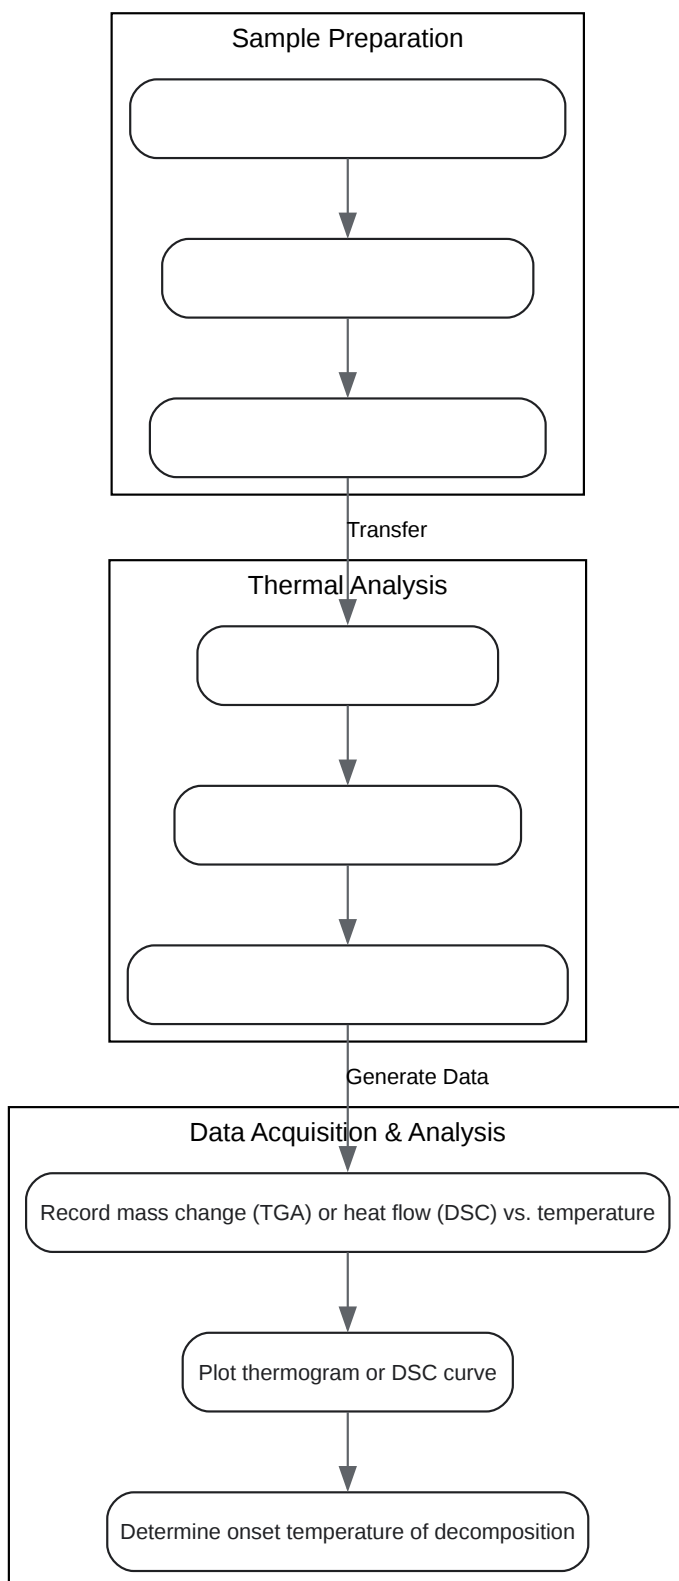 Sample Preparation
Transfer
Thermal Analysis
Generate Data
Data Acquisition & Analysis
Record mass change (TGA) or heat flow (DSC) vs. temperature
Plot thermogram or DSC curve
Determine onset temperature of decomposition